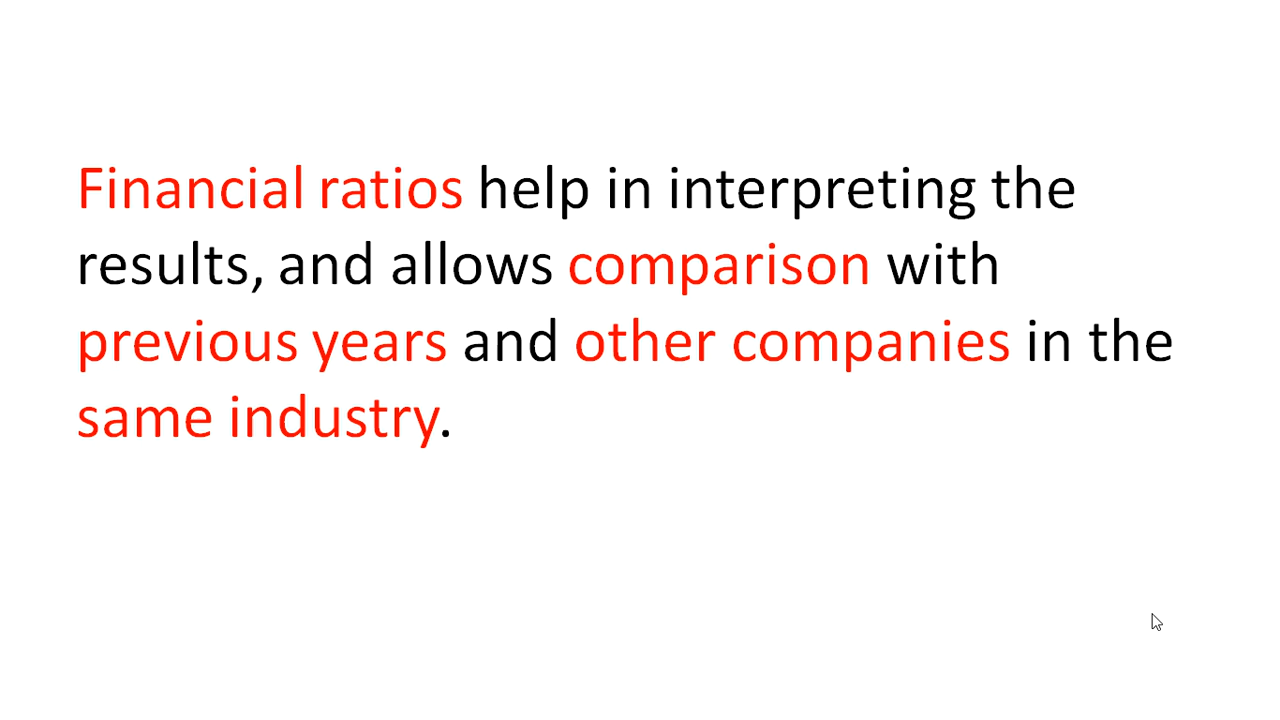 Financial ratios help in interpreting the
results, and allows comparison with
previous years and other companies in the
same industry.